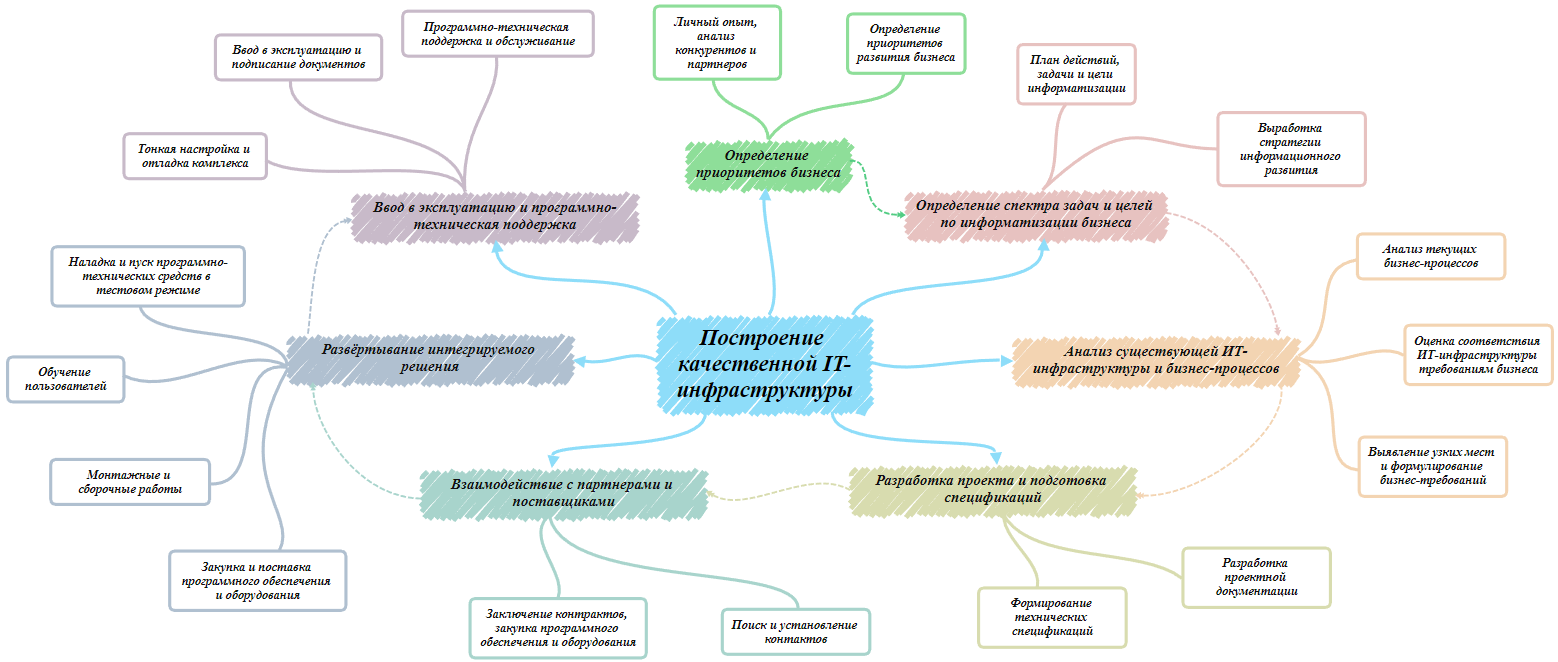 Программно-техническая
поддержка и обслуживание
Ввод в эксплуатацию и
подписание документов
Тонкая настройка и
отладка комплекса
Ввод в эксплуатацию и программно-
техническая поддержка
Личный опыт,
анализ
конкурентов и
партнеров
Определение
приоритетов
развития бизнеса
Определение
приоритетов бизнеса
План действий,
задачи и цели
информатизации
Выработка
стратегии
информационного
развития
Определение спектра задач и целей
по информатизации бизнеса
Наладка и пуск программно-
технических средств в
тестовом режиме
Обучение
пользователей
Монтажные и
сборочные работы
Закупка и поставка
программного обеспечения
и оборудования
Развёртывание интегрируемого
решения
Построение
качественной IT-
инфраструктуры
Анализ существующей ИТ-
инфраструктуры и бизнес-процессов
Анализ текущих
бизнес-процессов
Оценка соответствия
ИТ-инфраструктуры
требованиям бизнеса
Выявление узких мест
и формулирование
бизнес-требований
Взаимодействие с партнерами и
поставщиками
Заключение контрактов,
закупка программного
обеспечения и оборудования
Поиск и установление
контактов
Разработка проекта и подготовка
спецификаций
Формирование
технических
спецификаций
Разработка
проектной
документации